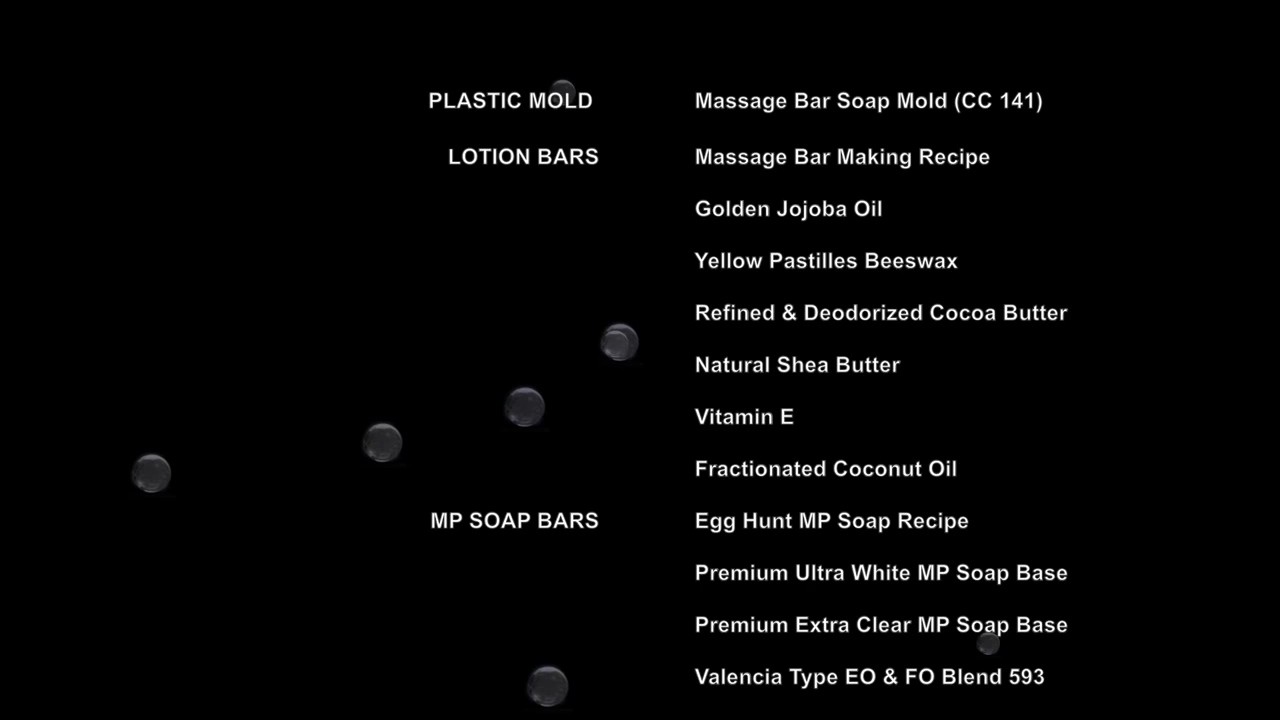 PLASTIC MOLD Massage Bar Soap Mold (CC 141)
LOTION BARS Massage Bar Making Recipe
Golden Jojoba Oil
Yellow Pastilles Beeswax
Refined & Deodorized Cocoa Butter
Natural Shea Butter
Vitamin E
Fractionated Coconut Oil
MP SOAP BARS Egg Hunt MP Soap Recipe
Premium Ultra White MP Soap Base
Premium Extra Clear MP Soap Base
Valencia Type EO & FO Blend 593